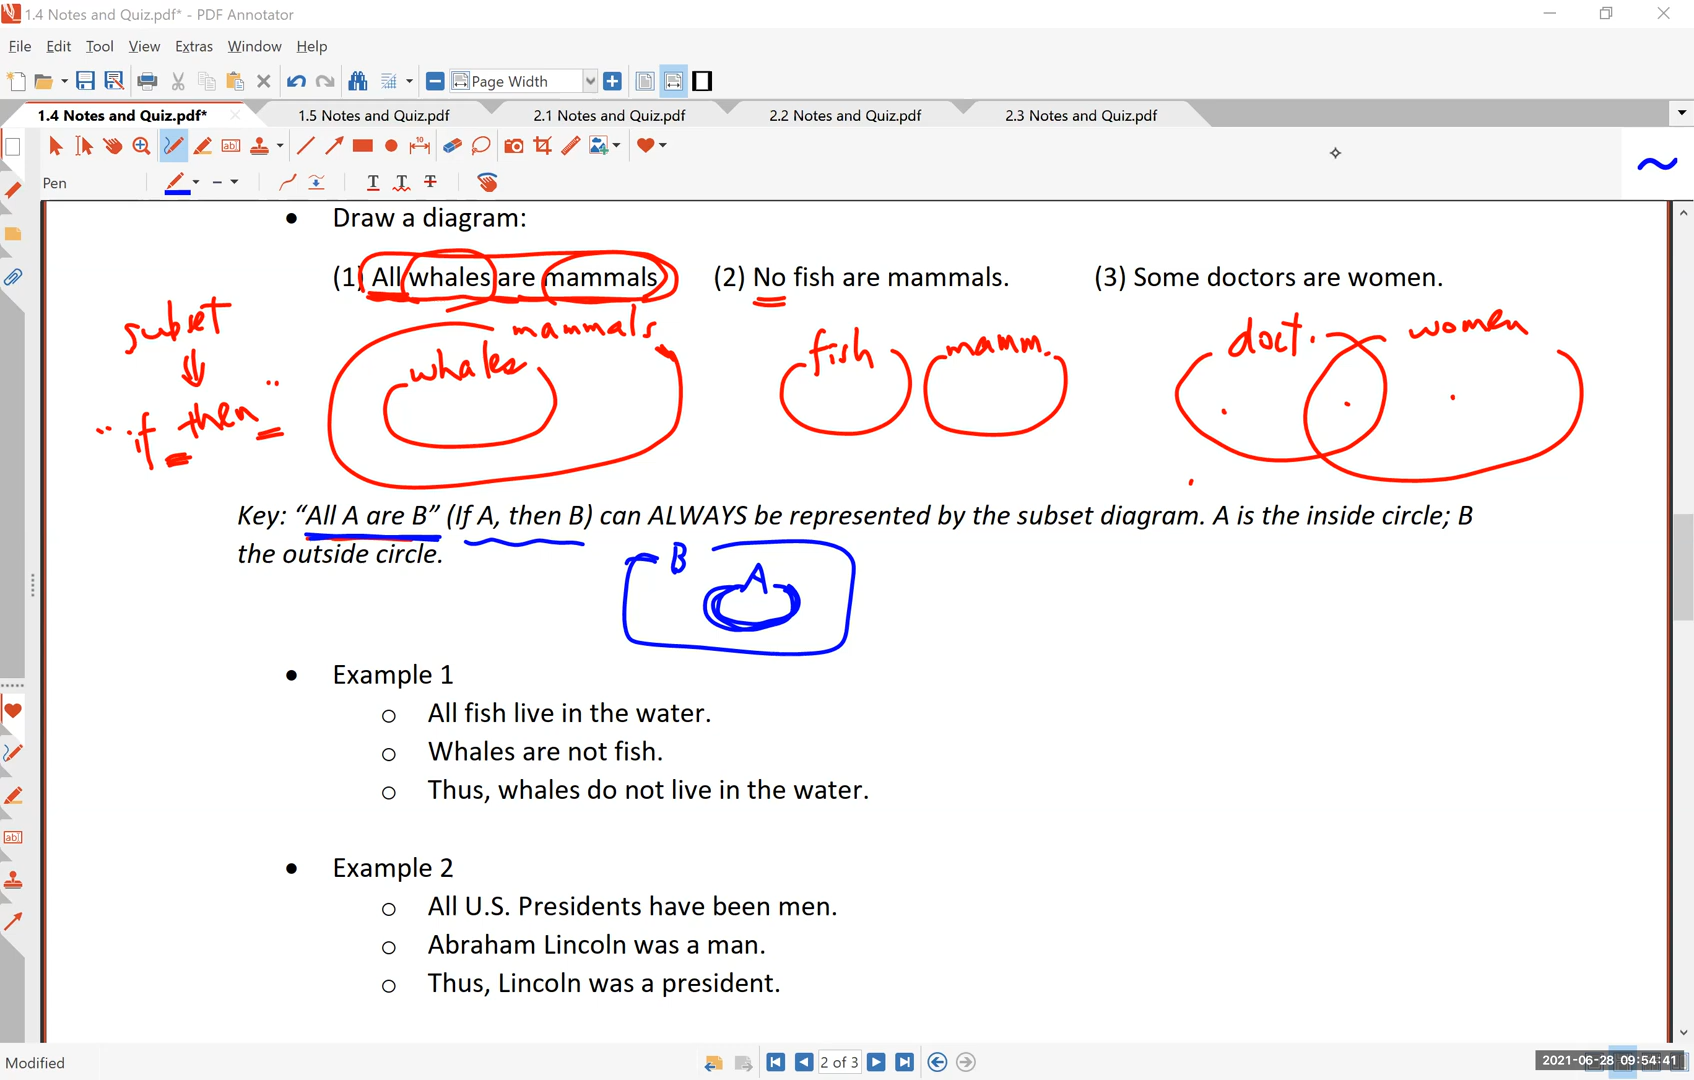 1.4 Notes and Quiz.pdf* - PDF Annotator
File Edit Tool View Extras Window Help
Page Width
1.4 Notes and Quiz.pdf* 1.5 Notes and Quiz.pdf 2.1 Notes and Quiz.pdf 2.2 Notes and Quiz.pdf 2.3 Notes and Quiz.pdf
Pen
• Draw a diagram:
(1) All whales are mammals (2) No fish are mammals. (3) Some doctors are women.
subset
if then
mammals
whales
fish mamm.
doct. women
Key: “All A are B” (If A, then B) can ALWAYS be represented by the subset diagram. A is the inside circle; B
the outside circle.
B
A
• Example 1
o All fish live in the water.
o Whales are not fish.
o Thus, whales do not live in the water.
• Example 2
o All U.S. Presidents have been men.
o Abraham Lincoln was a man.
o Thus, Lincoln was a president.
Modified
2 of 3
2021-06-28 09:54:41